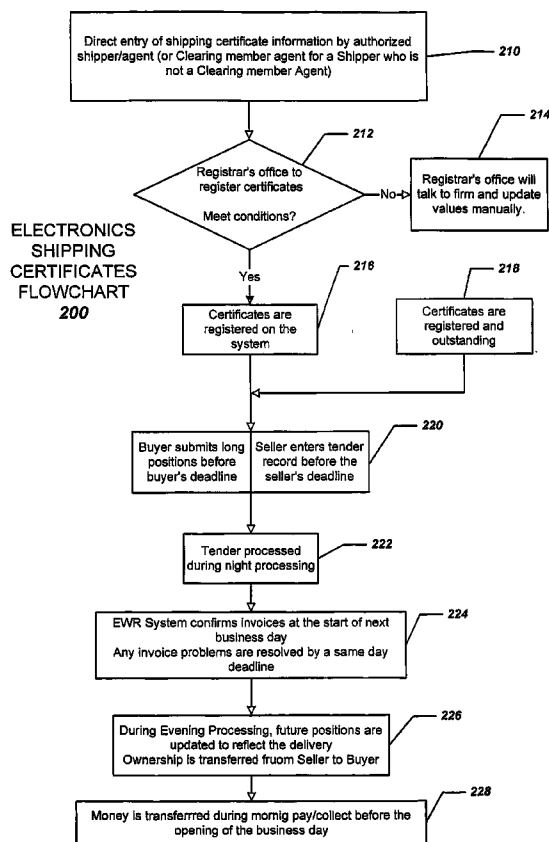 Direct entry of shipping certificate information by authorized
shipper/agent (or Clearing member agent for a Shipper who is
not a Clearing member Agent)
210
212
214
Registrar's office to
register certificates
Meet conditions?
No
Registrar's office will
talk to firm and update
values manually.
ELECTRONICS
SHIPPING
CERTIFICATES
FLOWCHART
200
Yes
216
218
Certificates are
registered on the
system
Certificates are
registered and
outstanding
220
Buyer submits long
positions before
buyer's deadline
Seller enters tender
record before the
seller's deadline
222
Tender processed
during night processing
224
EWR System confirms invoices at the start of next
business day
Any invoice problems are resolved by a same day
deadline
226
During Evening Processing, future positions are
updated to reflect the delivery
Ownership is transferred fruom Seller to Buyer
228
Money is transferrred during mornig pay/collect before the
opening of the business day